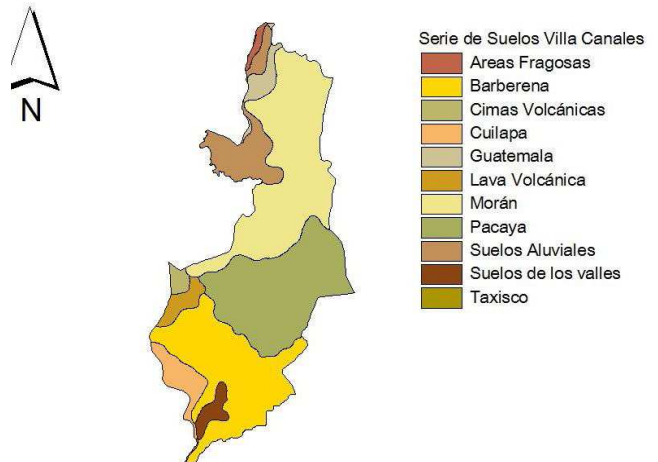 N
Serie de Suelos Villa Canales
Areas Fragosas
Barberena
Cimas Volcánicas
Cuilapa
Guatemala
Lava Volcánica
Morán
Pacaya
Suelos Aluviales
Suelos de los valles
Taxisco